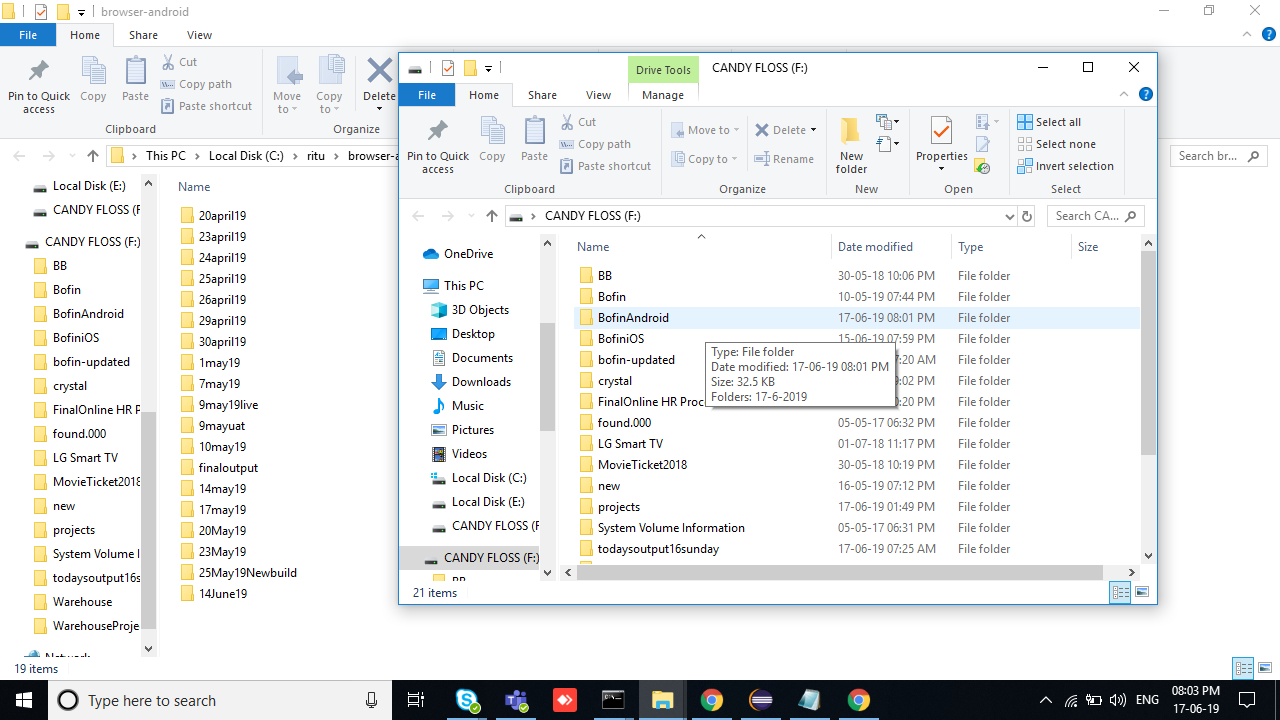 browser-android
File Home Share View
Pin to Quick access
Copy
Paste
Cut
Copy path
Paste shortcut
Clipboard
Move to
Copy to
Delete
Organize
This PC Local Disk (C:) ritu browser-a
Search br...
Local Disk (E:)
CANDY FLOSS (F
CANDY FLOSS (F:)
BB
Bofin
BofinAndroid
BofiniOS
bofin-updated
crystal
FinalOnline HR P
found.000
LG Smart TV
MovieTicket2018
new
projects
System Volume I
todaysoutput16s
Warehouse
WarehouseProje
Network
19 items
Name
20april19
23april19
24april19
25april19
26april19
29april19
30april19
1may19
7may19
9may19live
9mayuat
10may19
finaloutput
14may19
17may19
20May19
23May19
25May19Newbuild
14June19
Drive Tools
CANDY FLOSS (F:)
File Home Share View Manage
Pin to Quick access
Copy
Paste
Cut
Copy path
Paste shortcut
Clipboard
Move to
Copy to
Delete
Rename
Organize
New folder
New
Properties
Open
Select all
Select none
Invert selection
Select
CANDY FLOSS (F:)
Search CA...
OneDrive
This PC
3D Objects
Desktop
Documents
Downloads
Music
Pictures
Videos
Local Disk (C:)
Local Disk (E:)
CANDY FLOSS (F
CANDY FLOSS (F:)
BB
Name Date modified Type Size
BB 30-05-18 10:06 PM File folder
Bofin 10-05-19 07:44 PM File folder
BofinAndroid 17-06-19 08:01 PM File folder
BofiniOS 15-06-19 07:59 PM File folder
bofin-updated 7:20 AM File folder
crystal 9:02 PM File folder
FinalOnline HR Proc 0:20 PM File folder
found.000 05-05-17 06:32 PM File folder
LG Smart TV 01-07-18 11:17 PM File folder
MovieTicket2018 30-05-18 10:19 PM File folder
new 16-05-19 07:12 PM File folder
projects 17-06-19 01:49 PM File folder
System Volume Information 05-05-17 06:31 PM File folder
todaysoutput16sunday 17-06-19 07:25 AM File folder
Type: File folder
Date modified: 17-06-19 08:01 PM
Size: 32.5 KB
Folders: 17-6-2019
21 items
Type here to search
ENG
08:03 PM
17-06-19